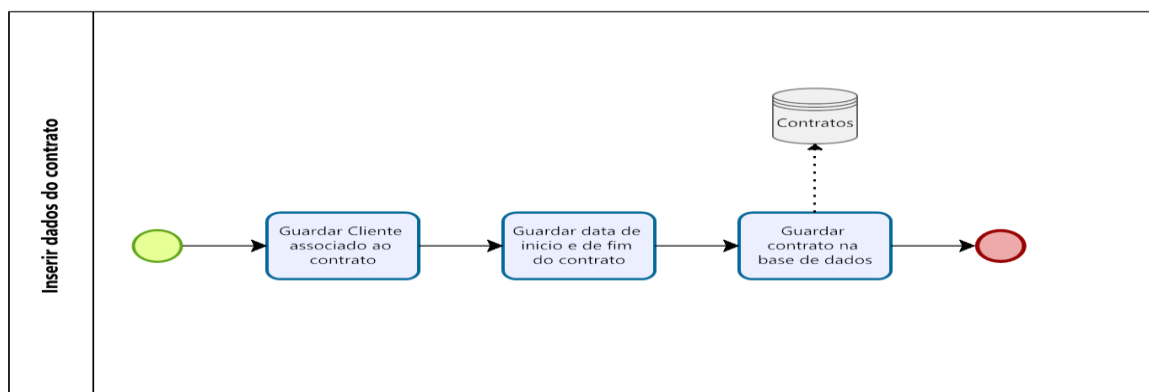 Inserir dados do contrato
Guardar Cliente
associado ao
contrato
Guardar data de
inicio e de fim
do contrato
Guardar
contrato na
base de dados
Contratos